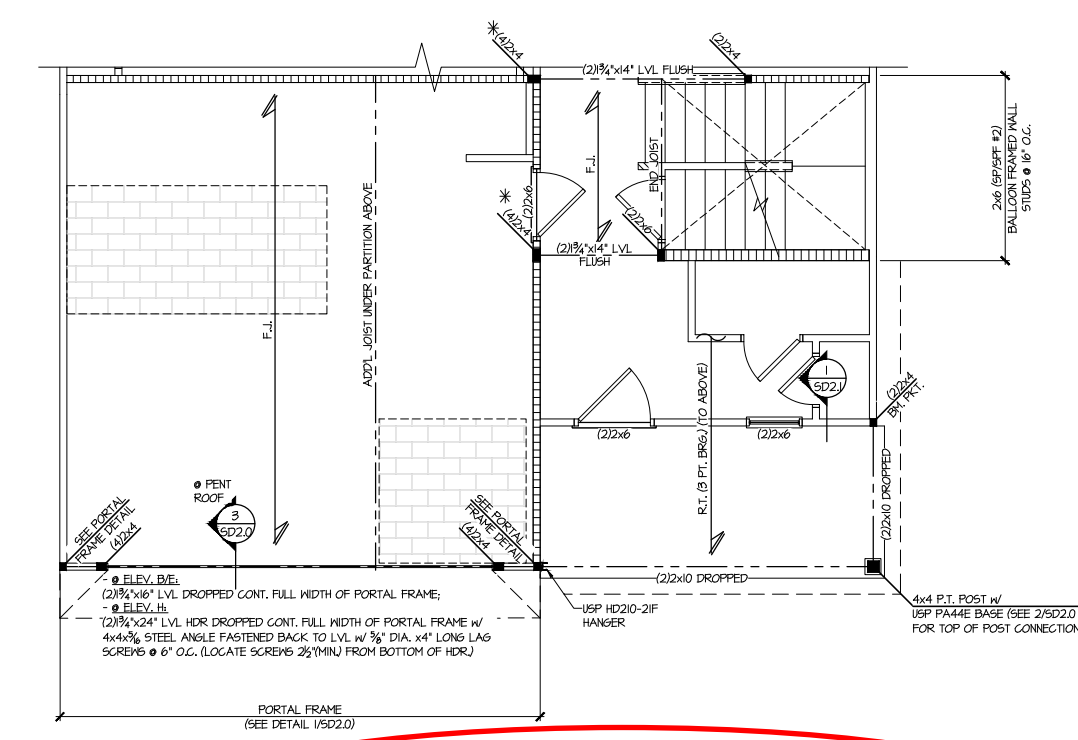 (4)2x4
(2)2x4
(2)1¾"x14" LVL FLUSH
F.J.
END JOIST
2x6 (SP/SPF #2)
BALLOON FRAMED WALL
STUDS @ 16" O.C.
(2)2x6
(4)2x4
(2)2x6
(2)1¾"x14" LVL
FLUSH
F.J.
ADD'L JOIST UNDER PARTITION ABOVE
R.T. (3 PT. BRG.) (TO ABOVE)
1
SD2.1
(2)2x4
BM. PKT.
(2)2x6
(2)2x6
@ PENT
ROOF
3
SD2.0
SEE PORTAL
FRAME DETAIL
(4)2x4
SEE PORTAL
FRAME DETAIL
(4)2x4
(2)2x10 DROPPED
(2)2x10 DROPPED
- @ ELEV. B/E:
(2)1¾"x16" LVL DROPPED CONT. FULL WIDTH OF PORTAL FRAME;
- @ ELEV. H:
(2)1¾"x24" LVL HDR DROPPED CONT. FULL WIDTH OF PORTAL FRAME W/
4x4x5/16 STEEL ANGLE FASTENED BACK TO LVL W/ ⅝" DIA. x4" LONG LAG
SCREWS @ 6" O.C. (LOCATE SCREWS 2½"(MIN.) FROM BOTTOM OF HDR.)
USP HD210-2IF
HANGER
4x4 P.T. POST W/
USP PA44E BASE (SEE 2/SD2.0
FOR TOP OF POST CONNECTION
PORTAL FRAME
(SEE DETAIL 1/SD2.0)